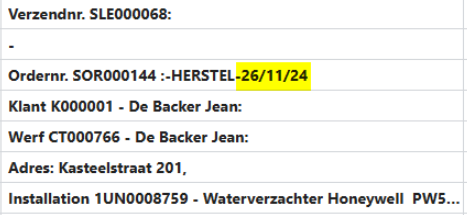 Verzendnr. SLE000068:
-
Ordernr. SOR000144 :-HERSTEL-26/11/24
Klant K000001 - De Backer Jean:
Werf CT000766 - De Backer Jean:
Adres: Kasteelstraat 201,
Installation 1UN0008759 - Waterverzachter Honeywell  PW5...